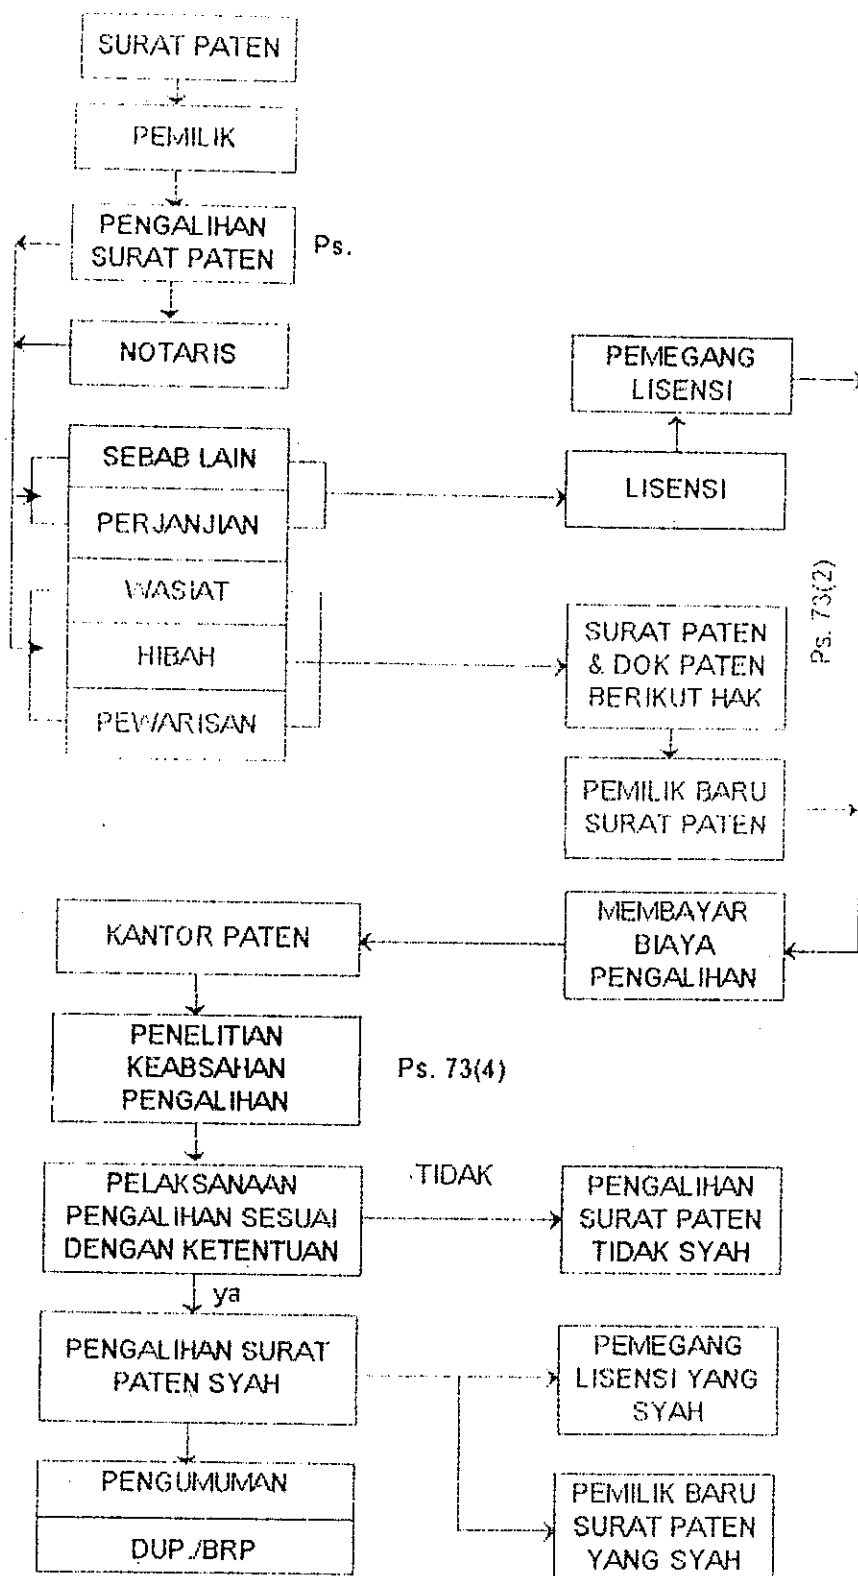 SURAT PATEN
PEMILIK
PENGALIHAN
SURAT PATEN
Ps.
NOTARIS
PEMEGANG
LISENSI
SEBAB LAIN
LISENSI
PERJANJIAN
WASIAT
HIBAH
PEWARISAN
SURAT PATEN
& DOK PATEN
BERIKUT HAK
Ps. 73(2)
PEMILIK BARU
SURAT PATEN
MEMBAYAR
BIAYA
PENGALIHAN
KANTOR PATEN
PENELITIAN
KEABSAHAN
PENGALIHAN
Ps. 73(4)
PELAKSANAAN
PENGALIHAN SESUAI
DENGAN KETENTUAN
TIDAK
PENGALIHAN
SURAT PATEN
TIDAK SYAH
ya
PENGALIHAN SURAT
PATEN SYAH
PEMEGANG
LISENSI YANG
SYAH
PENGUMUMAN
DUP./BRP
PEMILIK BARU
SURAT PATEN
YANG SYAH